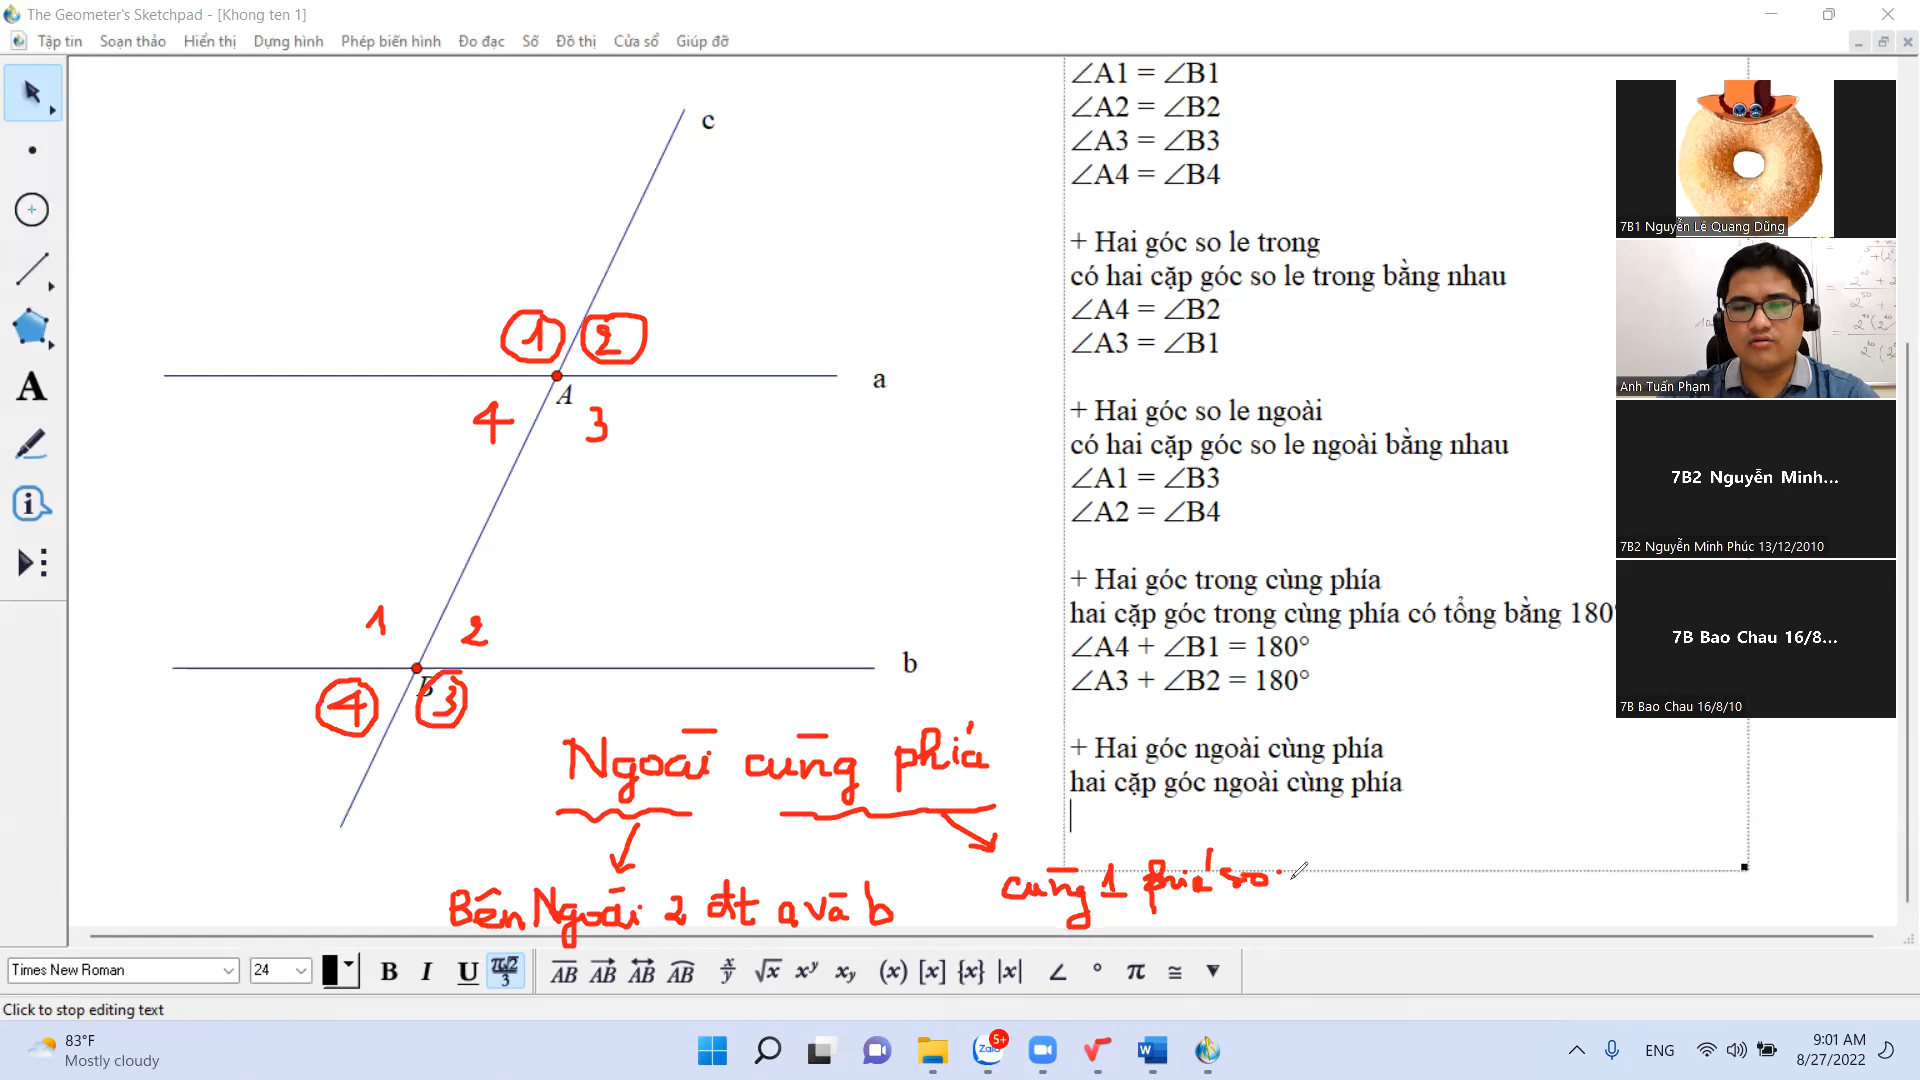 The Geometer's Sketchpad - [Khong ten 1]
Tập tin Soạn thảo Hiển thị Dựng hình Phép biến hình Đo đạc Số Đồ thị Cửa sổ Giúp đỡ
c
a
A
b
B
1 2
4 3
1 2
4 3
Ngoài cùng phía
Bên Ngoài 2 đt a và b
cùng 1 phía so
∠A1 = ∠B1
∠A2 = ∠B2
∠A3 = ∠B3
∠A4 = ∠B4
+ Hai góc so le trong
có hai cặp góc so le trong bằng nhau
∠A4 = ∠B2
∠A3 = ∠B1
+ Hai góc so le ngoài
có hai cặp góc so le ngoài bằng nhau
∠A1 = ∠B3
∠A2 = ∠B4
+ Hai góc trong cùng phía
hai cặp góc trong cùng phía có tổng bằng 180°
∠A4 + ∠B1 = 180°
∠A3 + ∠B2 = 180°
+ Hai góc ngoài cùng phía
hai cặp góc ngoài cùng phía
7B1 Nguyễn Lê Quang Dũng
Anh Tuấn Phạm
7B2 Nguyễn Minh...
7B2 Nguyễn Minh Phúc 13/12/2010
7B Bao Chau 16/8...
7B Bao Chau 16/8/10
Times New Roman 24 B I U
Click to stop editing text
83°F
Mostly cloudy
Zalo 5+
ENG
9:01 AM
8/27/2022